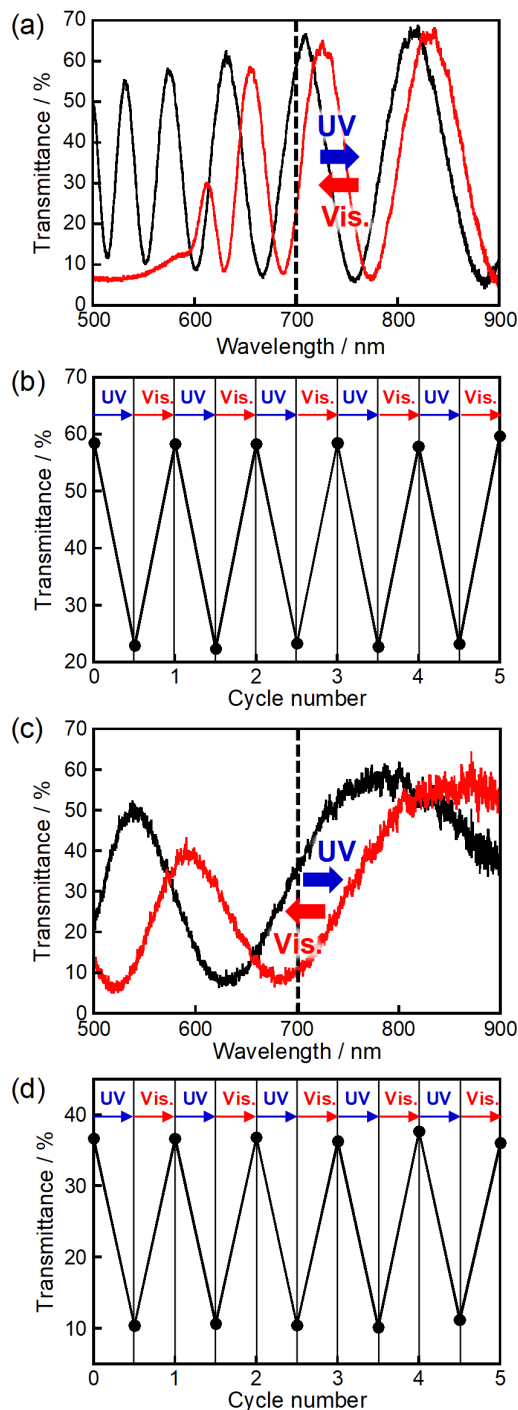 (a)
70
60
50
40
30
20
10
0
Transmittance / %
UV
Vis.
500 600 700 800 900
Wavelength / nm
(b)
70
60
50
40
30
20
Transmittance / %
UV Vis. UV Vis. UV Vis. UV Vis. UV Vis.
0 1 2 3 4 5
Cycle number
(c)
70
60
50
40
30
20
10
0
Transmittance / %
UV
Vis.
500 600 700 800 900
Wavelength / nm
(d)
40
30
20
10
Transmittance / %
UV Vis. UV Vis. UV Vis. UV Vis. UV Vis.
0 1 2 3 4 5
Cycle number